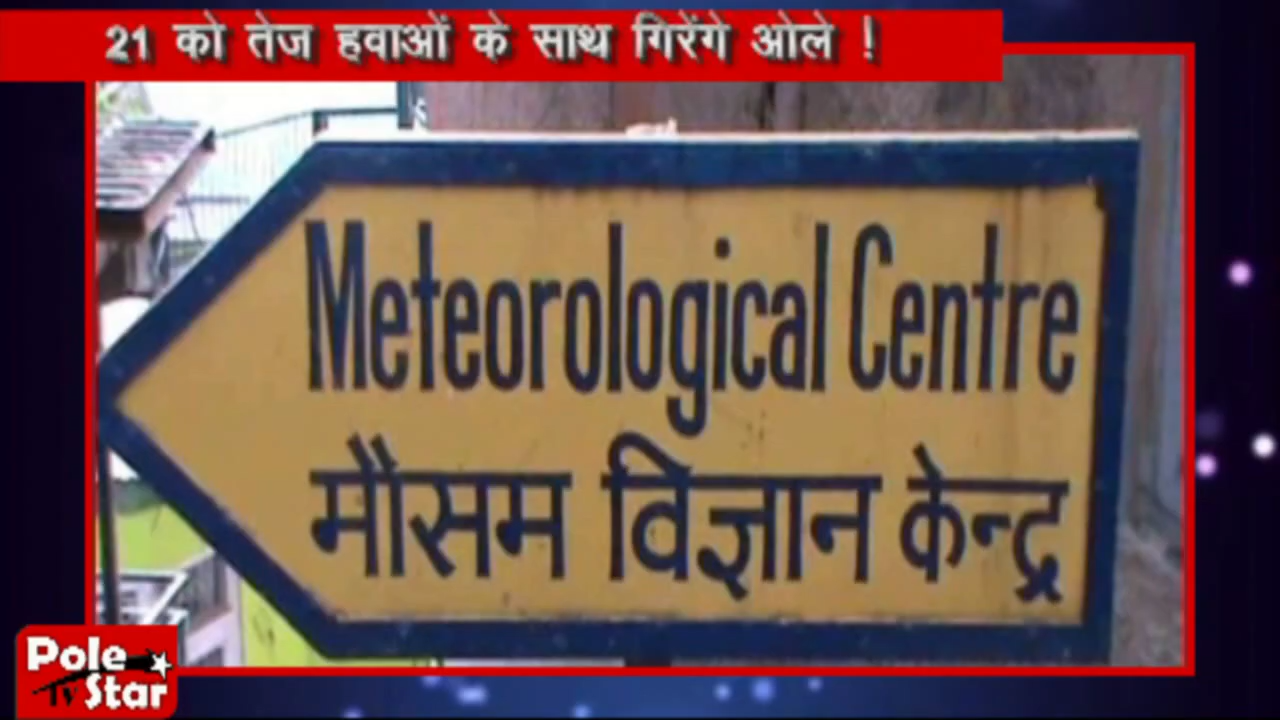 21 को तेज हवाओं के साथ गिरेंगे ओले !
Meteorological Centre
मौसम विज्ञान केन्द्र
Pole
TV Star